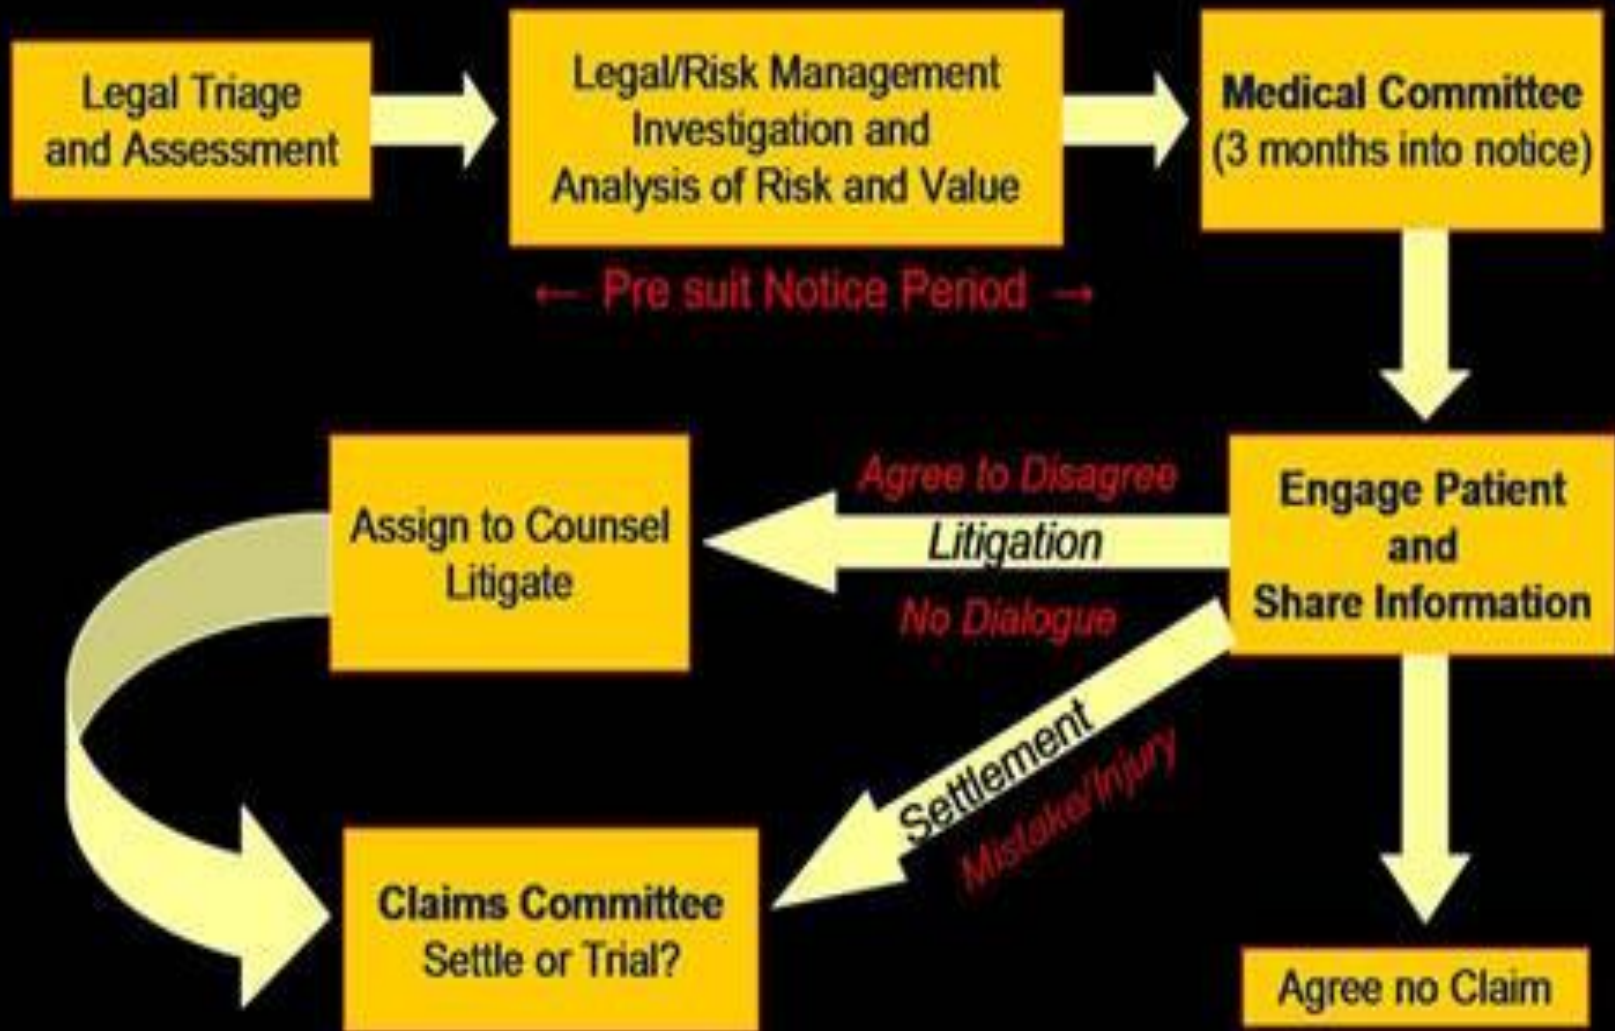 Legal Triage
and Assessment
Legal/Risk Management
Investigation and
Analysis of Risk and Value
Medical Committee
(3 months into notice)
← Pre suit Notice Period →
Engage Patient
and
Share Information
Agree to Disagree
Litigation
No Dialogue
Assign to Counsel
Litigate
Settlement
Mistake/Injury
Claims Committee
Settle or Trial?
Agree no Claim